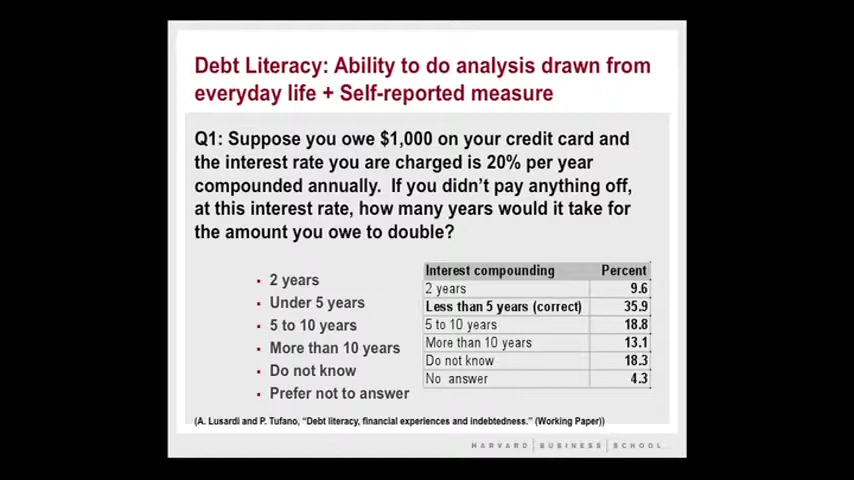 Debt Literacy: Ability to do analysis drawn from
everyday life + Self-reported measure
Q1: Suppose you owe $1,000 on your credit card and
the interest rate you are charged is 20% per year
compounded annually. If you didn't pay anything off,
at this interest rate, how many years would it take for
the amount you owe to double?
▪ 2 years
▪ Under 5 years
▪ 5 to 10 years
▪ More than 10 years
▪ Do not know
▪ Prefer not to answer
Interest compounding Percent
2 years 9.6
Less than 5 years (correct) 35.9
5 to 10 years 18.8
More than 10 years 13.1
Do not know 18.3
No answer 4.3
(A. Lusardi and P. Tufano, "Debt literacy, financial experiences and indebtedness." (Working Paper))
HARVARD | BUSINESS | SCHOOL